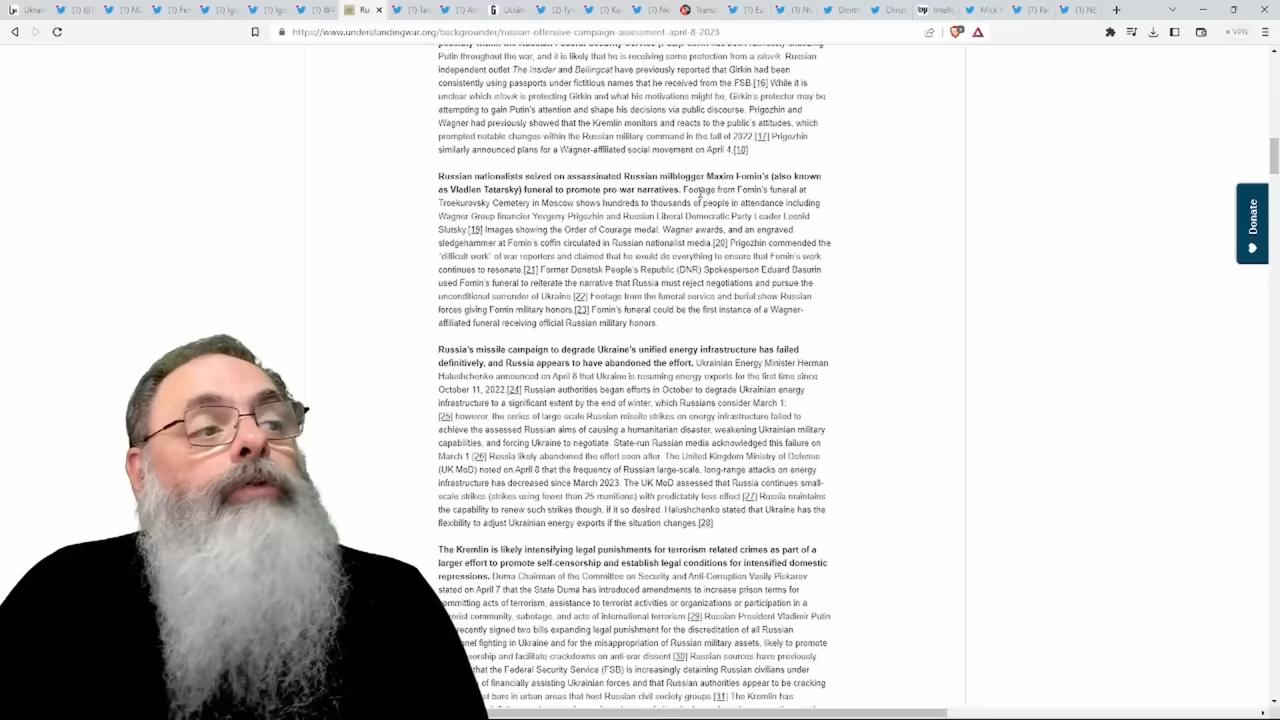 https://www.understandingwar.org/backgrounder/russian-offensive-campaign-assessment-april-8-2023
VPN
Putin throughout the war, and it is likely that he is receiving some protection from a silovik. Russian
independent outlet The Insider and Bellingcat have previously reported that Girkin had been
consistently using passports under fictitious names that he received from the FSB.[16] While it is
unclear which silovik is protecting Girkin and what his motivations might be, Girkin's protector may be
attempting to gain Putin's attention and shape his decisions via public discourse. Prigozhin and
Wagner had previously showed that the Kremlin monitors and reacts to the public's attitudes, which
prompted notable changes within the Russian military command in the fall of 2022.[17] Prigozhin
similarly announced plans for a Wagner-affiliated social movement on April 4.[18]
Russian nationalists seized on assassinated Russian milblogger Maxim Fomin's (also known
as Vladlen Tatarsky) funeral to promote pro-war narratives. Footage from Fomin's funeral at
Troekurovsky Cemetery in Moscow shows hundreds to thousands of people in attendance including
Wagner Group financier Yevgeny Prigozhin and Russian Liberal Democratic Party Leader Leonid
Slutsky.[19] Images showing the Order of Courage medal, Wagner awards, and an engraved
sledgehammer at Fomin's coffin circulated in Russian nationalist media.[20] Prigozhin commended the
"difficult work" of war reporters and claimed that he would do everything to ensure that Fomin's work
continues to resonate.[21] Former Donetsk People's Republic (DNR) Spokesperson Eduard Basurin
used Fomin's funeral to reiterate the narrative that Russia must reject negotiations and pursue the
unconditional surrender of Ukraine.[22] Footage from the funeral service and burial show Russian
forces giving Fomin military honors.[23] Fomin's funeral could be the first instance of a Wagner-
affiliated funeral receiving official Russian military honors.
Russia's missile campaign to degrade Ukraine's unified energy infrastructure has failed
definitively, and Russia appears to have abandoned the effort. Ukrainian Energy Minister Herman
Halushchenko announced on April 8 that Ukraine is resuming energy exports for the first time since
October 11, 2022.[24] Russian authorities began efforts in October to degrade Ukrainian energy
infrastructure to a significant extent by the end of winter, which Russians consider March 1;
[25] however, the series of large-scale Russian missile strikes on energy infrastructure failed to
achieve the assessed Russian aims of causing a humanitarian disaster, weakening Ukrainian military
capabilities, and forcing Ukraine to negotiate. State-run Russian media acknowledged this failure on
March 1.[26] Russia likely abandoned the effort soon after. The United Kingdom Ministry of Defense
(UK MoD) noted on April 8 that the frequency of Russian large-scale, long-range attacks on energy
infrastructure has decreased since March 2023. The UK MoD assessed that Russia continues small-
scale strikes (strikes using fewer than 25 munitions) with predictably less effect.[27] Russia maintains
the capability to renew such strikes though, if it so desired. Halushchenko stated that Ukraine has the
flexibility to adjust Ukrainian energy exports if the situation changes.[28]
The Kremlin is likely intensifying legal punishments for terrorism related crimes as part of a
larger effort to promote self-censorship and establish legal conditions for intensified domestic
repressions. Duma Chairman of the Committee on Security and Anti-Corruption Vasily Piskarev
stated on April 7 that the State Duma has introduced amendments to increase prison terms for
committing acts of terrorism, assistance to terrorist activities or organizations or participation in a
rorist community, sabotage, and acts of international terrorism.[29] Russian President Vladimir Putin
recently signed two bills expanding legal punishment for the discreditation of all Russian
nnel fighting in Ukraine and for the misappropriation of Russian military assets, likely to promote
sorship and facilitate crackdowns on anti-war dissent.[30] Russian sources have previously
that the Federal Security Service (FSB) is increasingly detaining Russian civilians under
of financially assisting Ukrainian forces and that Russian authorities appear to be cracking
st bars in urban areas that host Russian civil society groups.[31] The Kremlin has
Donate